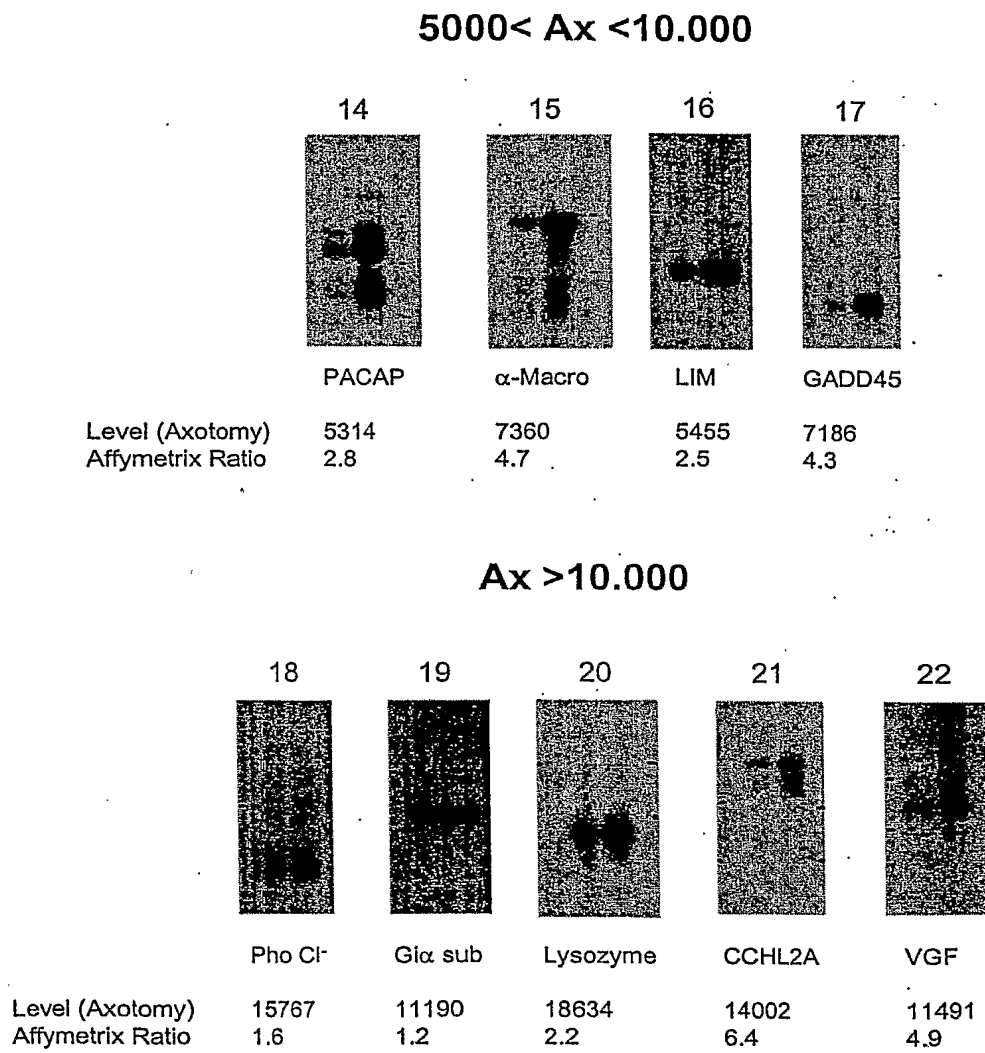 5000< Ax <10.000
14 15 16 17
PACAP α-Macro LIM GADD45
Level (Axotomy) 5314 7360 5455 7186
Affymetrix Ratio 2.8 4.7 2.5 4.3
Ax >10.000
18 19 20 21 22
Pho Cl- Giα sub Lysozyme CCHL2A VGF
Level (Axotomy) 15767 11190 18634 14002 11491
Affymetrix Ratio 1.6 1.2 2.2 6.4 4.9